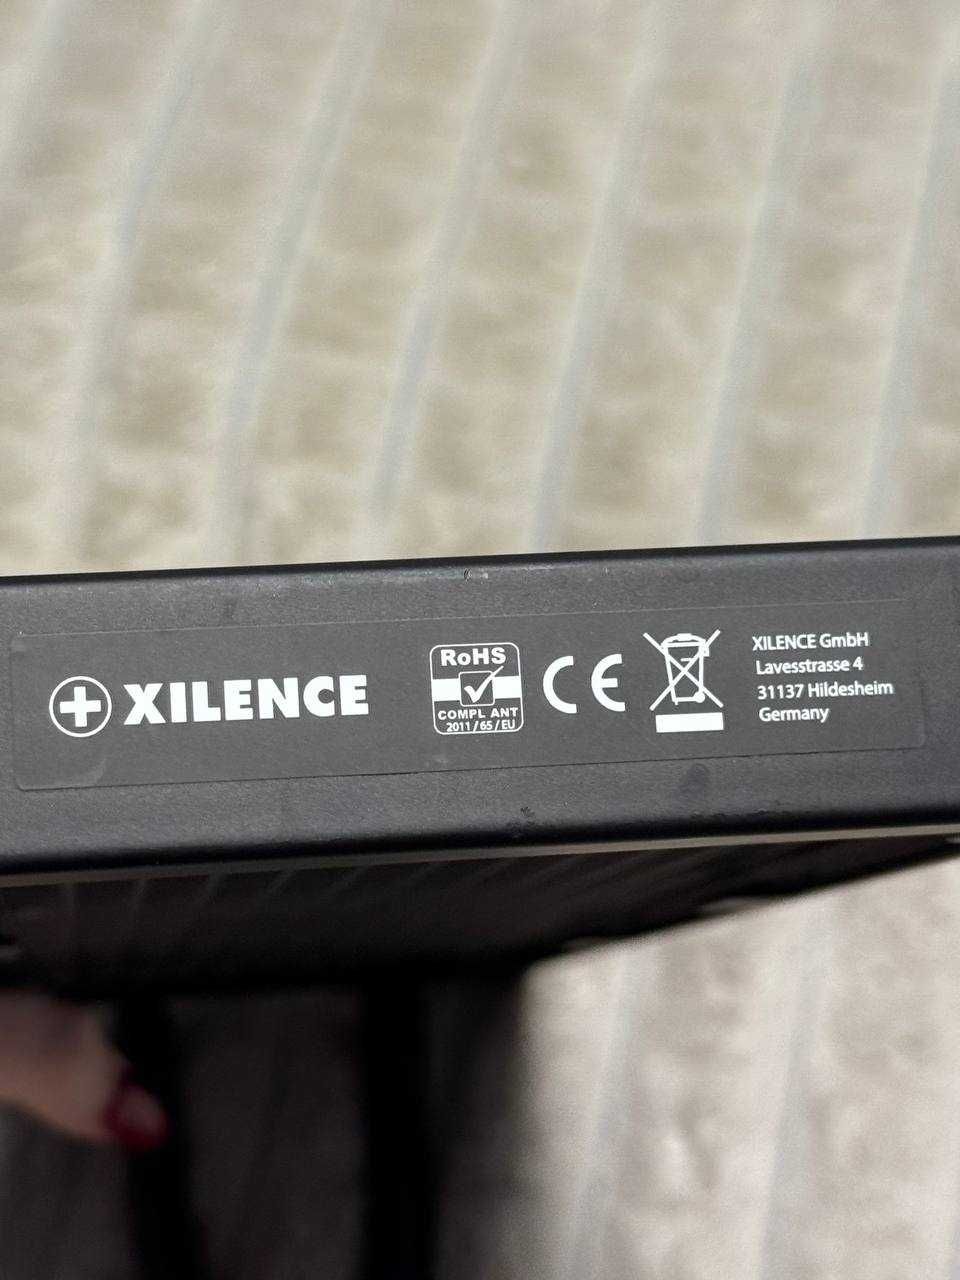 XILENCE
RoHS
COMPL ANT
2011 / 65 / EU
CE
XILENCE GmbH
Lavesstrasse 4
31137 Hildesheim
Germany